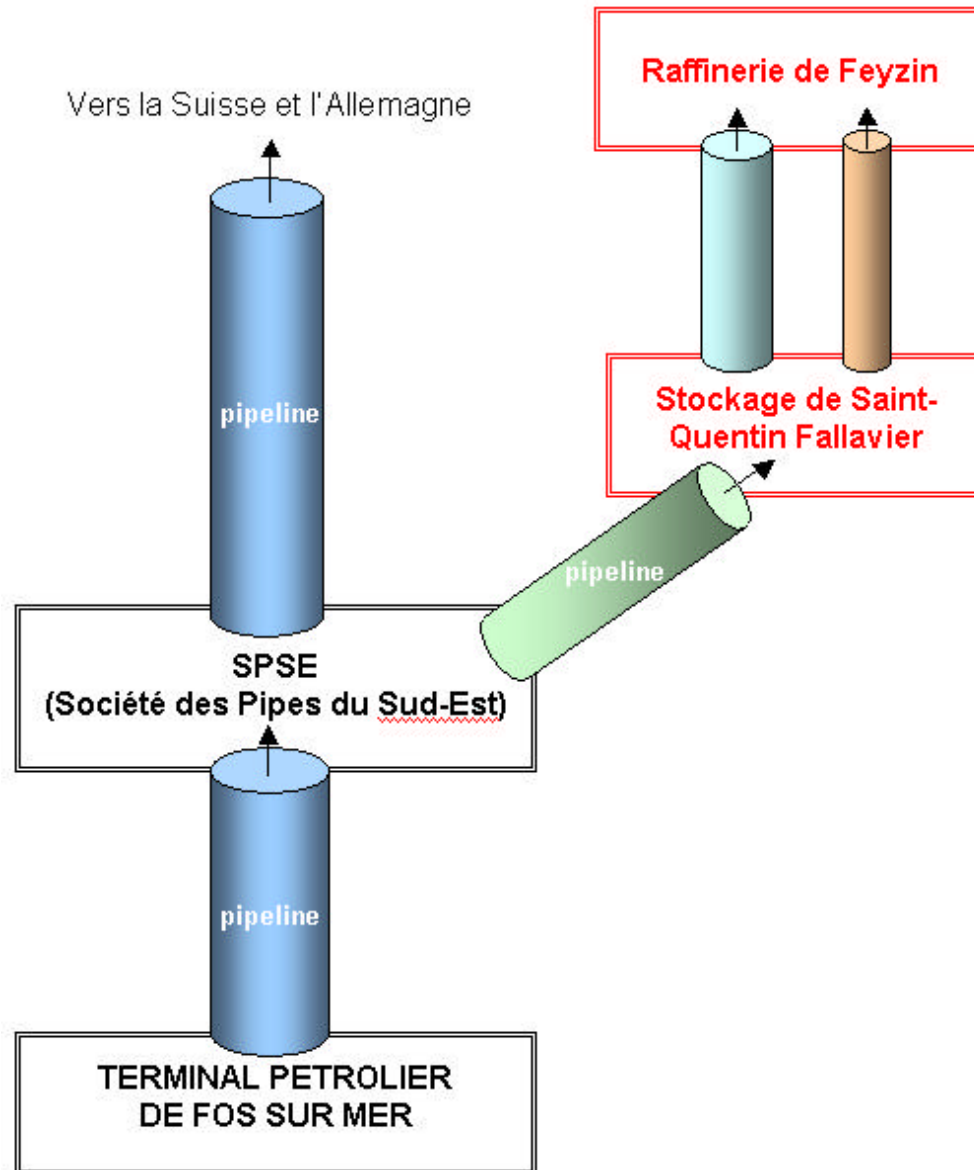 Raffinerie de Feyzin
Vers la Suisse et l'Allemagne
pipeline
Stockage de Saint-
Quentin Fallavier
pipeline
SPSE
(Société des Pipes du Sud-Est)
pipeline
TERMINAL PETROLIER
DE FOS SUR MER